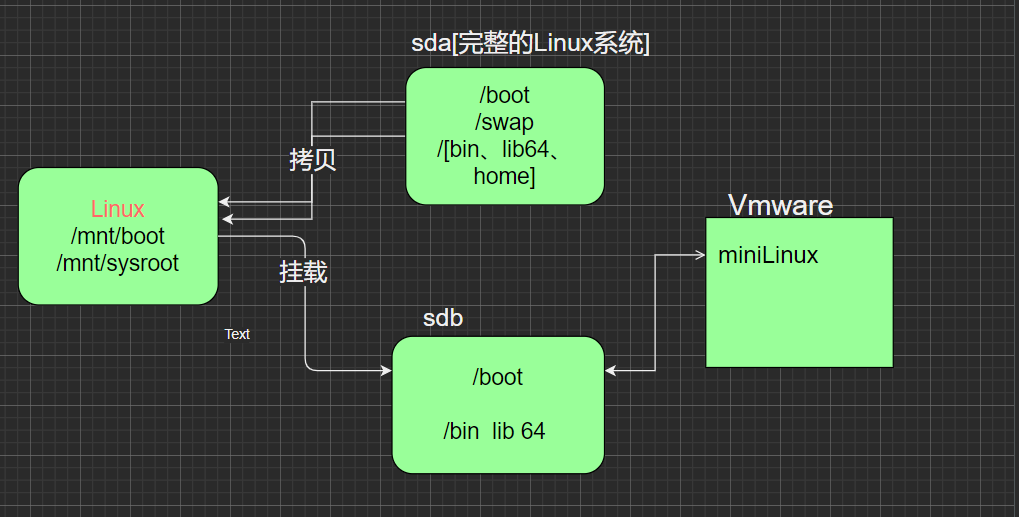 sda[完整的Linux系统]
/boot
/swap
/[bin、lib64、
home]
拷贝
Linux
/mnt/boot
/mnt/sysroot
挂载
Text
sdb
/boot
/bin lib 64
Vmware
miniLinux